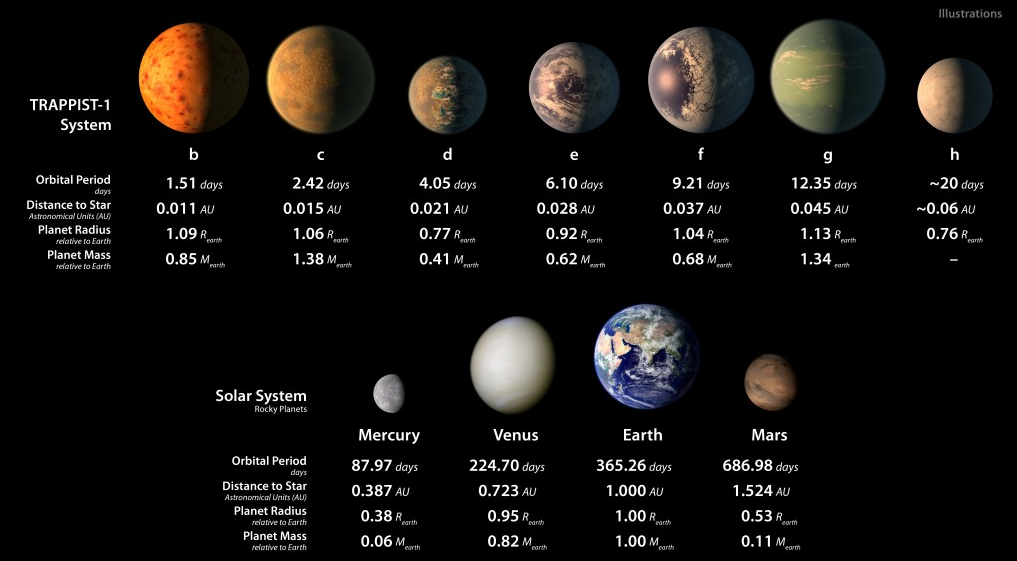 Illustrations
TRAPPIST-1
System
b c d e f g h
Orbital Period 1.51 days 2.42 days 4.05 days 6.10 days 9.21 days 12.35 days ~20 days
days
Distance to Star 0.011 AU 0.015 AU 0.021 AU 0.028 AU 0.037 AU 0.045 AU ~0.06 AU
Astronomical Units (AU)
Planet Radius 1.09 Rearth 1.06 Rearth 0.77 Rearth 0.92 Rearth 1.04 Rearth 1.13 Rearth 0.76 Rearth
relative to Earth
Planet Mass 0.85 Mearth 1.38 Mearth 0.41 Mearth 0.62 Mearth 0.68 Mearth 1.34 earth –
relative to Earth
Solar System
Rocky Planets
Mercury Venus Earth Mars
Orbital Period 87.97 days 224.70 days 365.26 days 686.98 days
days
Distance to Star 0.387 AU 0.723 AU 1.000 AU 1.524 AU
Astronomical Units (AU)
Planet Radius 0.38 Rearth 0.95 Rearth 1.00 Rearth 0.53 Rearth
relative to Earth
Planet Mass 0.06 Mearth 0.82 Mearth 1.00 Mearth 0.11 Mearth
relative to Earth